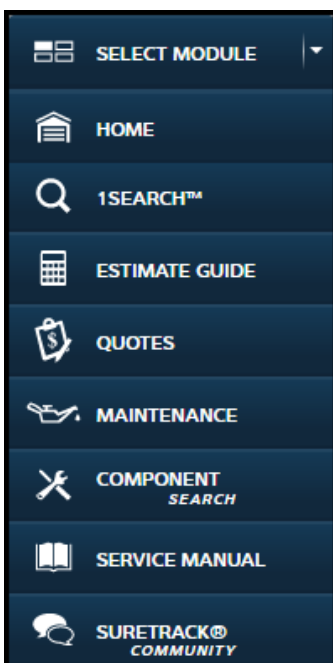 SELECT MODULE
HOME
1SEARCH™
ESTIMATE GUIDE
$
QUOTES
MAINTENANCE
COMPONENT
SEARCH
SERVICE MANUAL
SURETRACK®
COMMUNITY